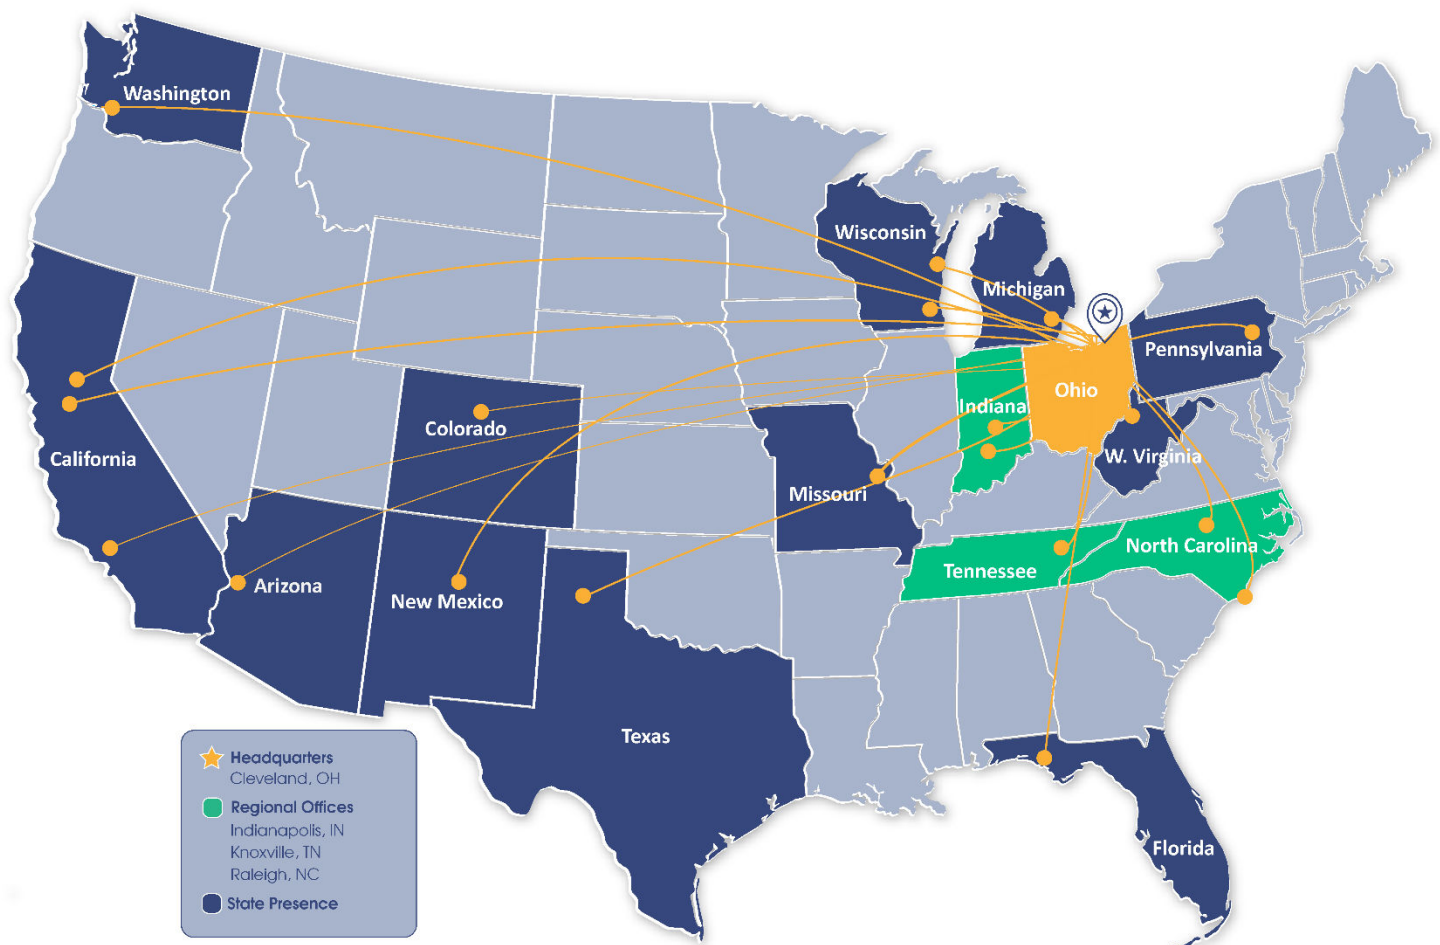 Washington
Wisconsin
Michigan
Pennsylvania
Ohio
Indiana
Colorado
California
W. Virginia
Missouri
North Carolina
Tennessee
Arizona
New Mexico
Texas
Florida
Headquarters
Cleveland, OH
Regional Offices
Indianapolis, IN
Knoxville, TN
Raleigh, NC
State Presence